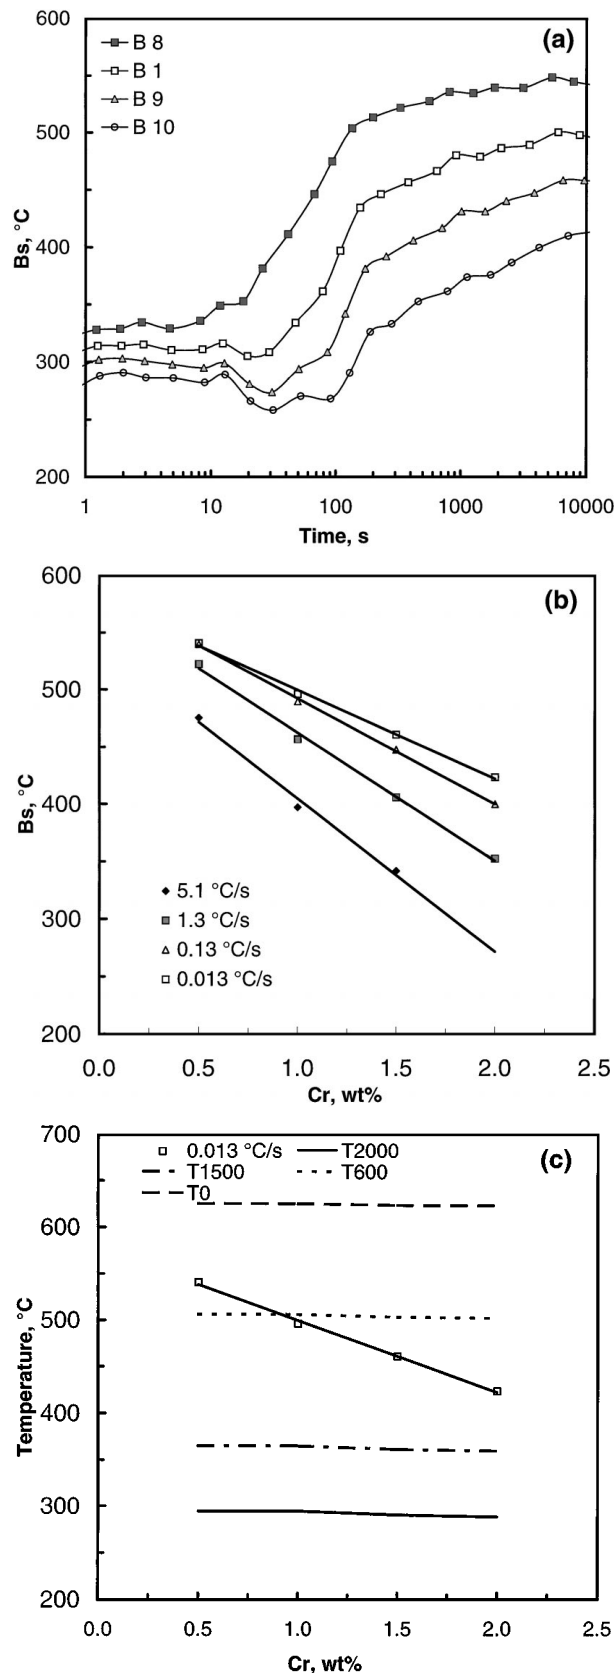 600
(a)
B 8
B 1
B 9
B 10
500
400
300
200
Bs, °C
1 10 100 1000 10000
Time, s
600
(b)
500
400
300
200
Bs, °C
5.1 °C/s
1.3 °C/s
0.13 °C/s
0.013 °C/s
0.0 0.5 1.0 1.5 2.0 2.5
Cr, wt%
700
0.013 °C/s T2000
(c)
T1500 T600
T0
600
500
400
300
200
Temperature, °C
0.0 0.5 1.0 1.5 2.0 2.5
Cr, wt%